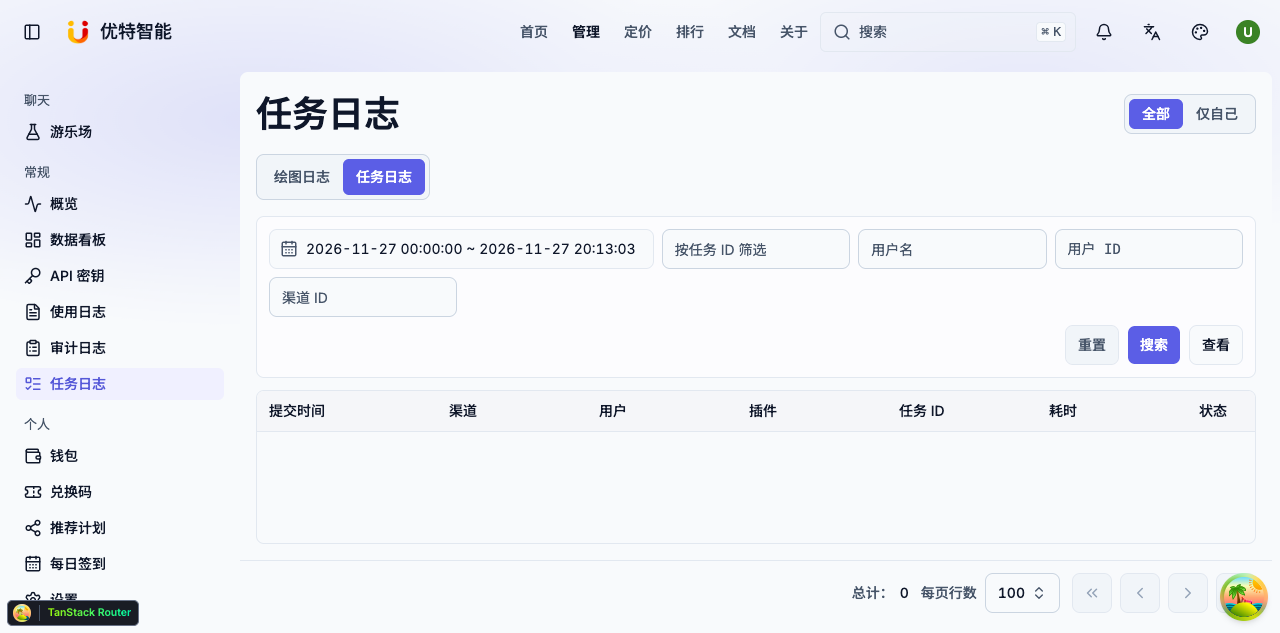 优特智能
首页 管理 定价 排行 文档 关于 搜索 ⌘ K U
聊天
游乐场
常规
概览
数据看板
API 密钥
使用日志
审计日志
任务日志
个人
钱包
兑换码
推荐计划
每日签到
设置
TanStack Router
任务日志
全部 仅自己
绘图日志 任务日志
2026-11-27 00:00:00 ~ 2026-11-27 20:13:03 按任务 ID 筛选 用户名 用户 ID
渠道 ID
重置 搜索 查看
提交时间 渠道 用户 插件 任务 ID 耗时 状态
总计: 0 每页行数 100